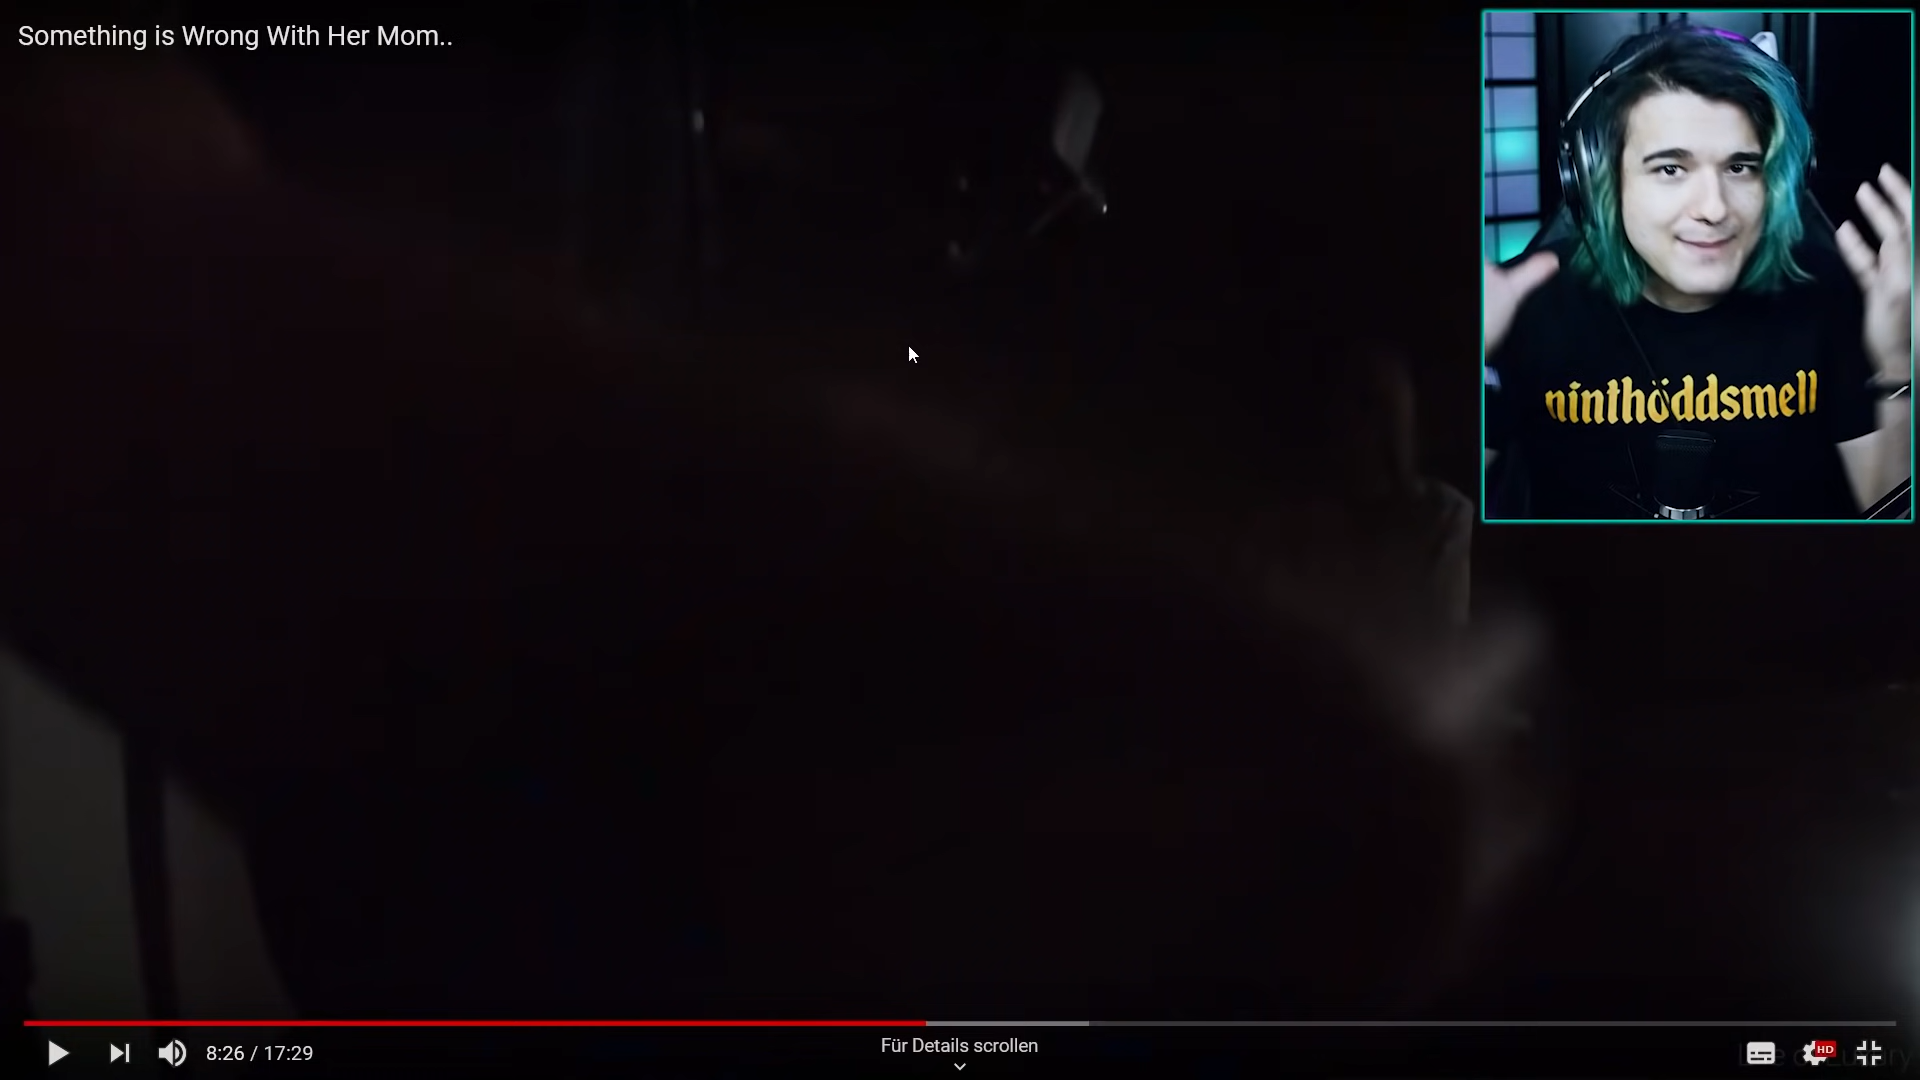 Something is Wrong With Her Mom..
ninthöddsmell
8:26 / 17:29
Für Details scrollen
HD